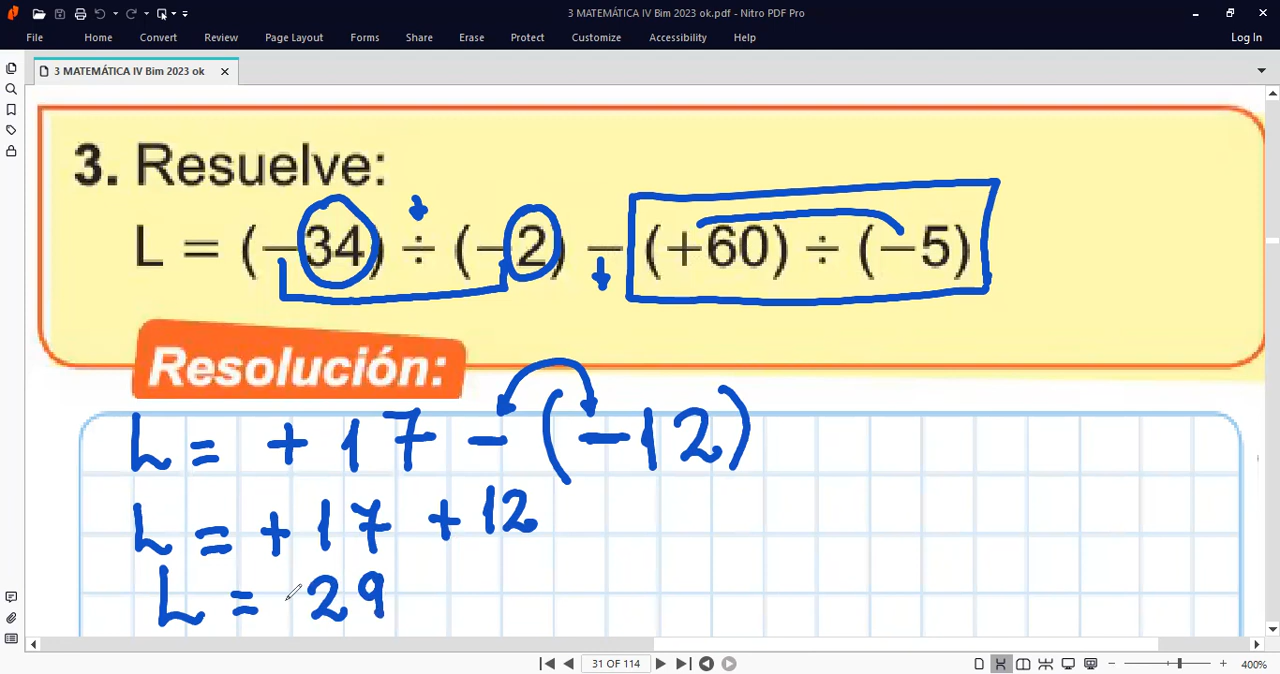 3 MATEMÁTICA IV Bim 2023 ok.pdf - Nitro PDF Pro
File Home Convert Review Page Layout Forms Share Erase Protect Customize Accessibility Help Log In
3 MATEMÁTICA IV Bim 2023 ok
3. Resuelve:
L = (−34) ÷ (−2) − (+60) ÷ (−5)
Resolución:
L = + 17 − (−12)
L = +17 +12
L = 29
31 OF 114
400%